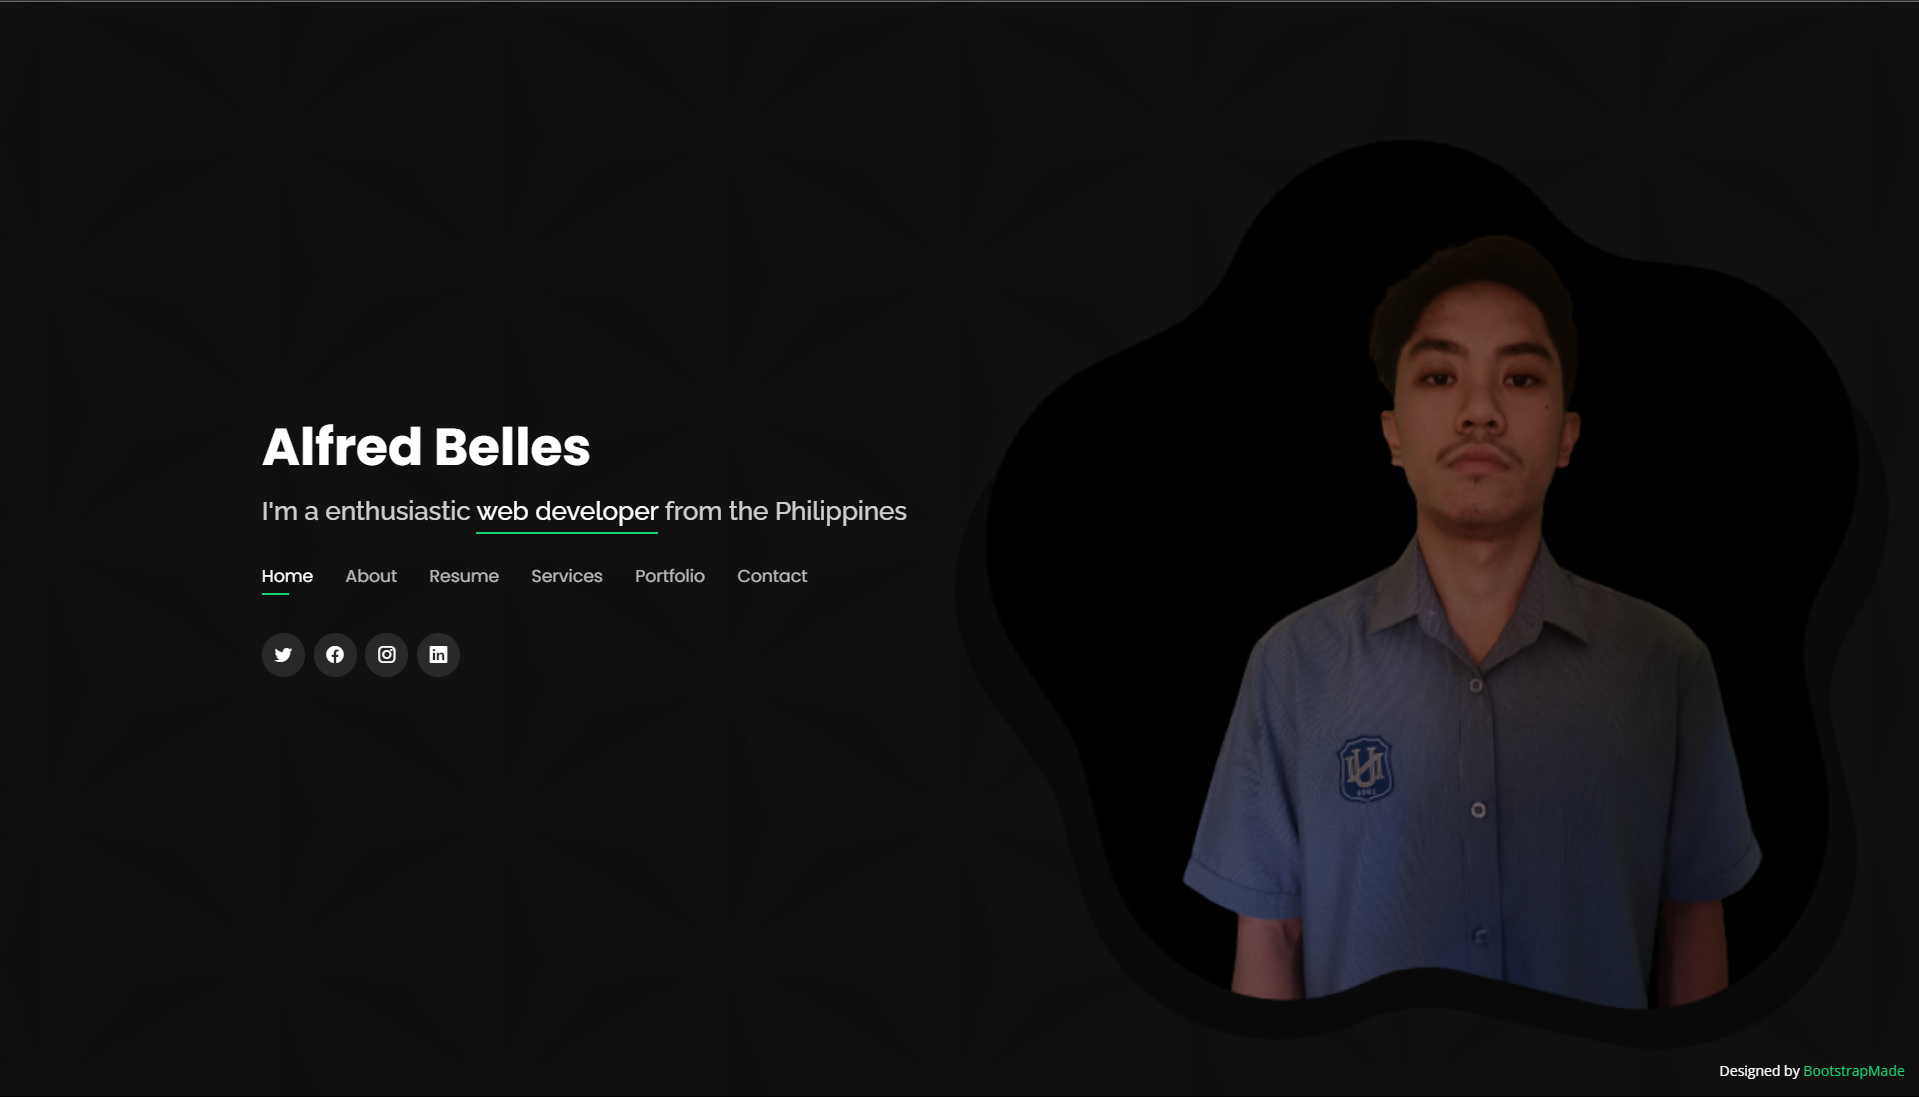 Alfred Belles
I'm a enthusiastic web developer from the Philippines
Home About Resume Services Portfolio Contact
Designed by BootstrapMade